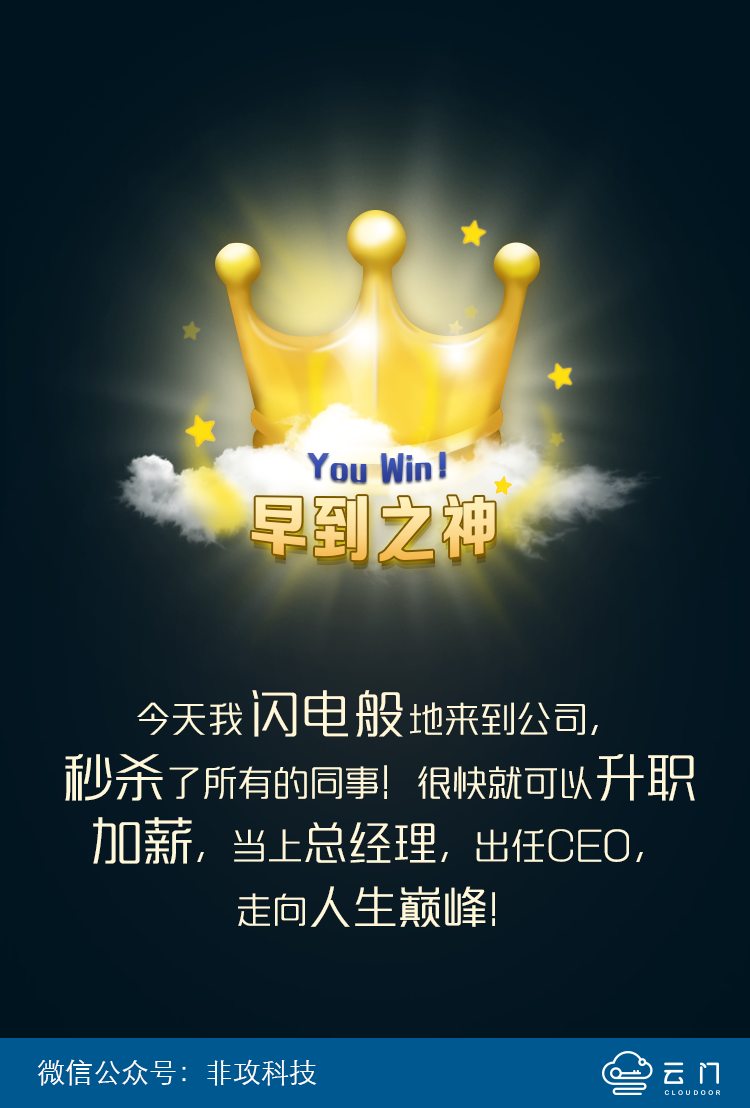 You Win!
早到之神
今天我闪电般地来到公司,
秒杀了所有的同事!很快就可以升职
加薪,当上总经理,出任CEO,
走向人生巅峰!
微信公众号:非攻科技
云门
CLOUDOOR